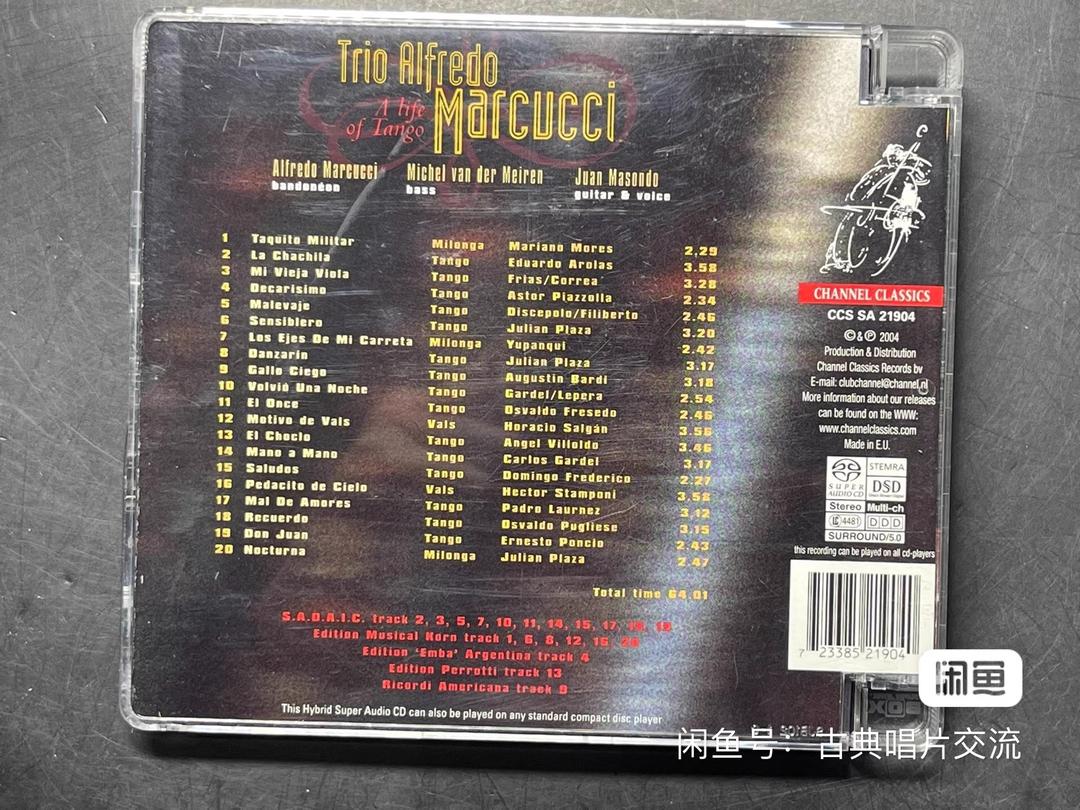 Trio Alfredo
Marcucci
A life
of Tango
Alfredo Marcucci
bandonéon
Michel van der Meiren
bass
Juan Masondo
guitar & voice
1 Taquito Militar Milonga Mariano Mores 2.29
2 La Chachila Tango Eduardo Arolas 3.58
3 Mi Vieja Viola Tango Frias/Correa 3.28
4 Decarisimo Tango Astor Piazzolla 2.34
5 Malevaje Tango Discepolo/Filiberto 2.46
6 Sensiblero Tango Julian Plaza 3.20
7 Los Ejes De Mi Carreta Milonga Yupanqui 2.42
8 Danzarin Tango Julian Plaza 3.17
9 Gallo Ciego Tango Augustin Bardi 3.18
10 Volvió Una Noche Tango Gardel/Lepera 2.54
11 El Once Tango Osvaldo Fresedo 2.46
12 Motivo de Vals Vals Horacio Salgán 3.56
13 El Choclo Tango Angel Villoldo 3.46
14 Mano a Mano Tango Carlos Gardel 3.17
15 Saludos Tango Domingo Frederico 2.27
16 Pedacito de Cielo Vals Hector Stamponi 3.58
17 Mal De Amores Tango Padro Laurnez 3.12
18 Recuerdo Tango Osvaldo Pugliese 3.15
19 Don Juan Tango Ernesto Poncio 2.43
20 Nocturna Milonga Julian Plaza 2.47
Total time 64.01
S.A.D.A.I.C. track 2, 3, 5, 7, 10, 11, 14, 15, 17, 18, 19
Edition Musical Korn track 1, 6, 8, 12, 16, 20
Edition 'Emba' Argentina track 4
Edition Perrotti track 13
Ricordi Americana track 9
This Hybrid Super Audio CD can also be played on any standard compact disc player
CHANNEL CLASSICS
CCS SA 21904
©&℗ 2004
Production & Distribution
Channel Classics Records bv
E-mail: clubchannel@channel.nl
More information about our releases
can be found on the WWW:
www.channelclassics.com
Made in E.U.
SUPER AUDIO CD
STEMRA
DSD
Direct Stream Digital
Stereo Multi-ch
LC 4481 DDD
SURROUND/5.0
this recording can be played on all cd-players
7 23385 21904
闲鱼
闲鱼号：古典唱片交流